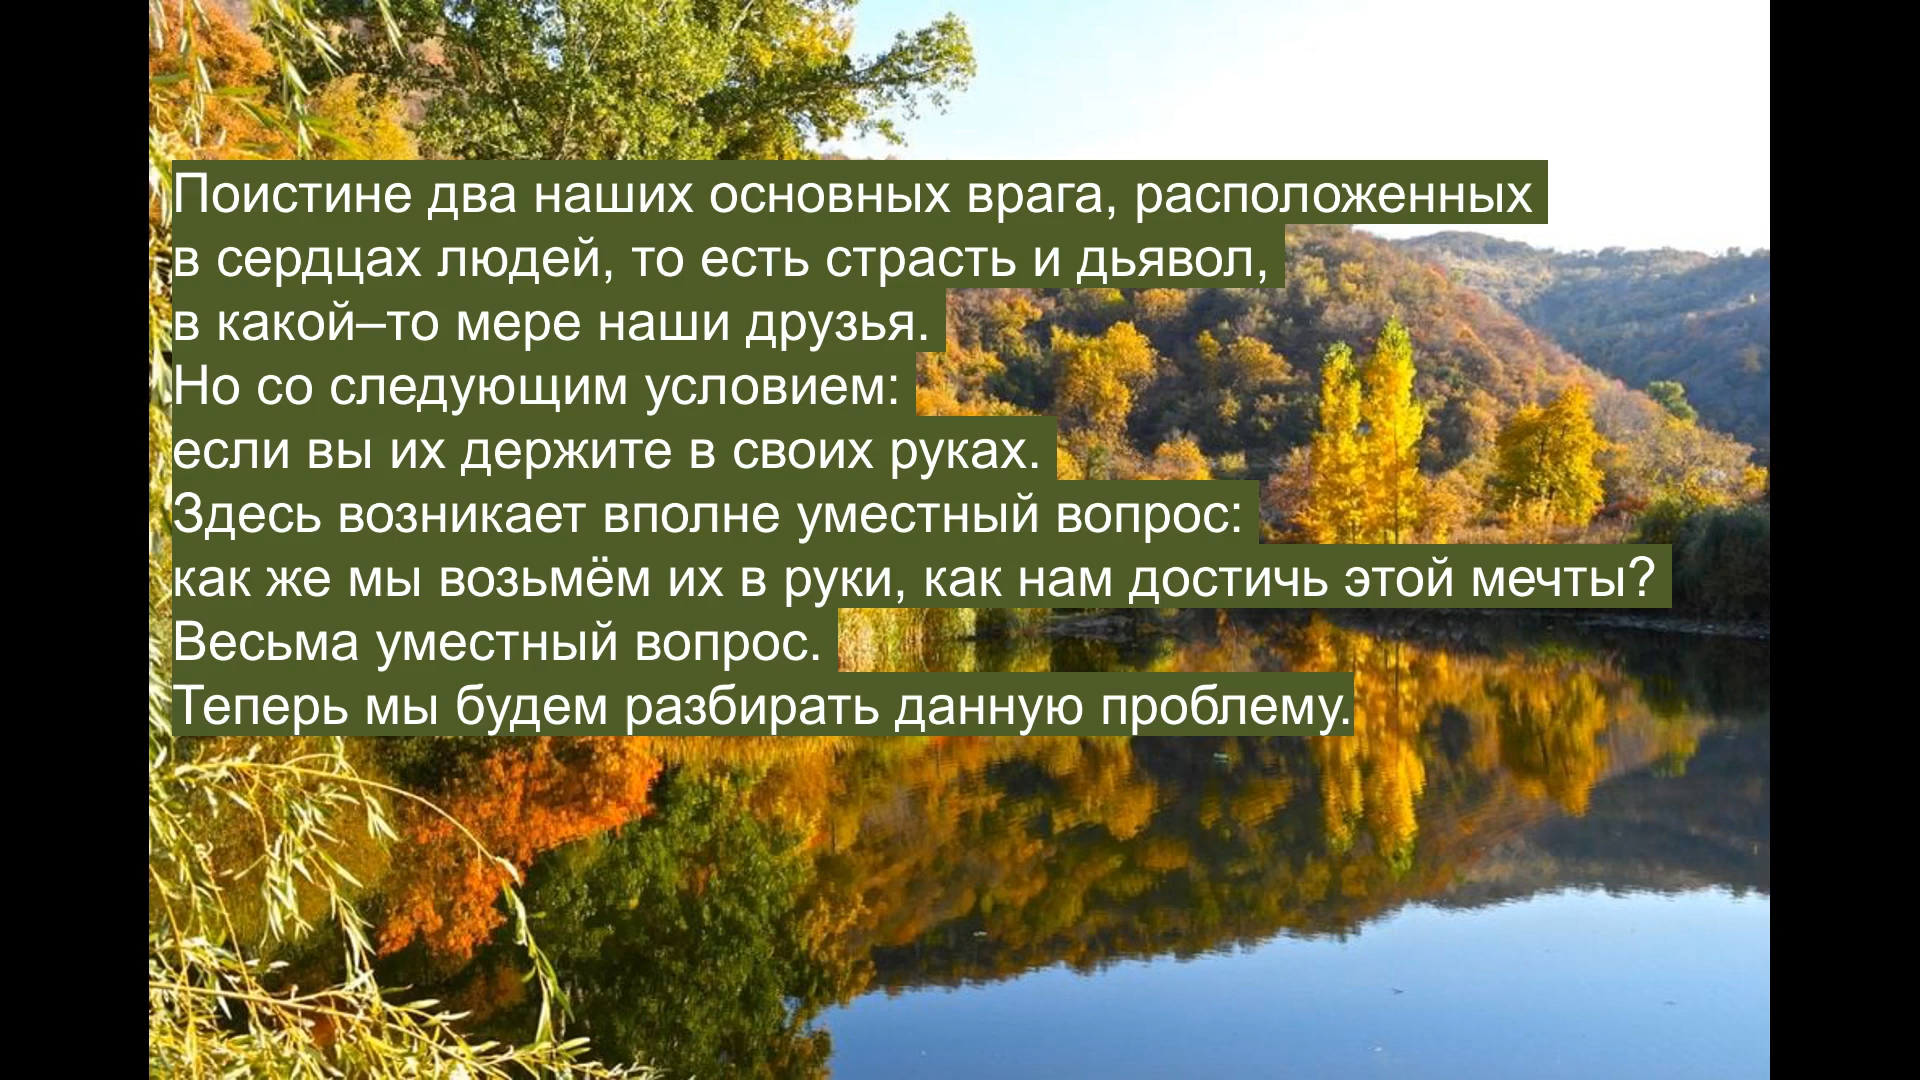 Поистине два наших основных врага, расположенных
в сердцах людей, то есть страсть и дьявол,
в какой–то мере наши друзья.
Но со следующим условием:
если вы их держите в своих руках.
Здесь возникает вполне уместный вопрос:
как же мы возьмём их в руки, как нам достичь этой мечты?
Весьма уместный вопрос.
Теперь мы будем разбирать данную проблему.